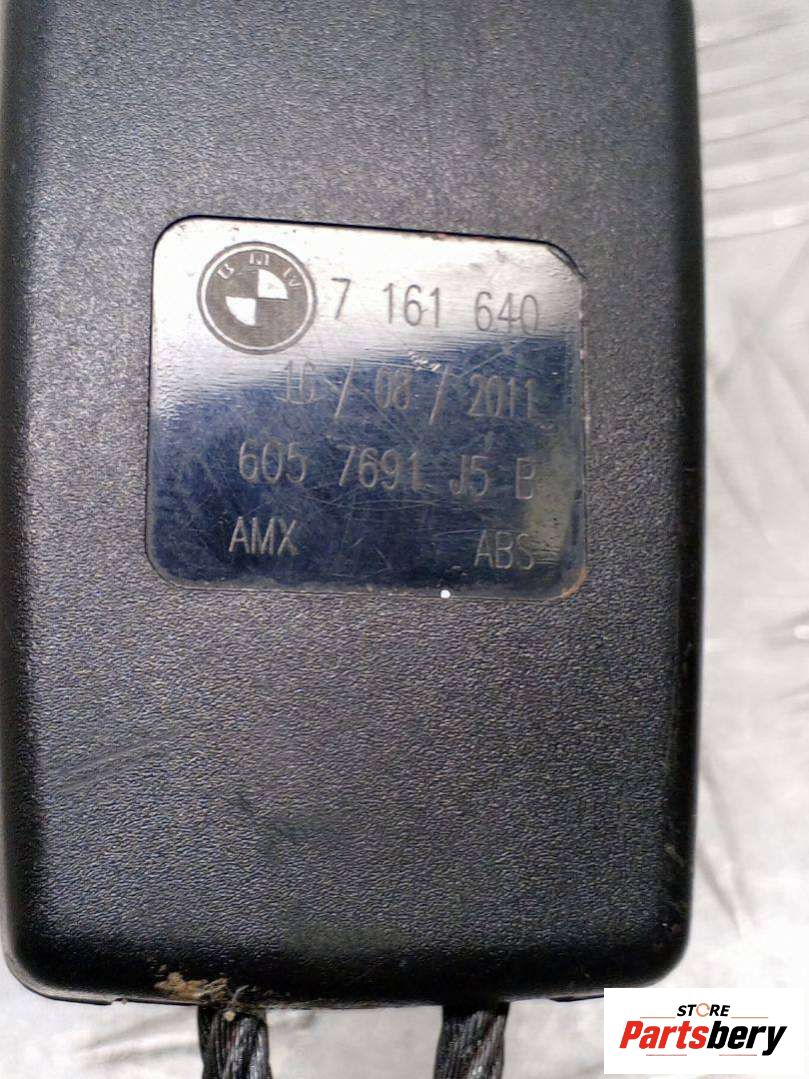 BMW 7 161 640
16 / 08 / 2011
605 7691 J5 B
AMX ABS
STORE
Partsbery